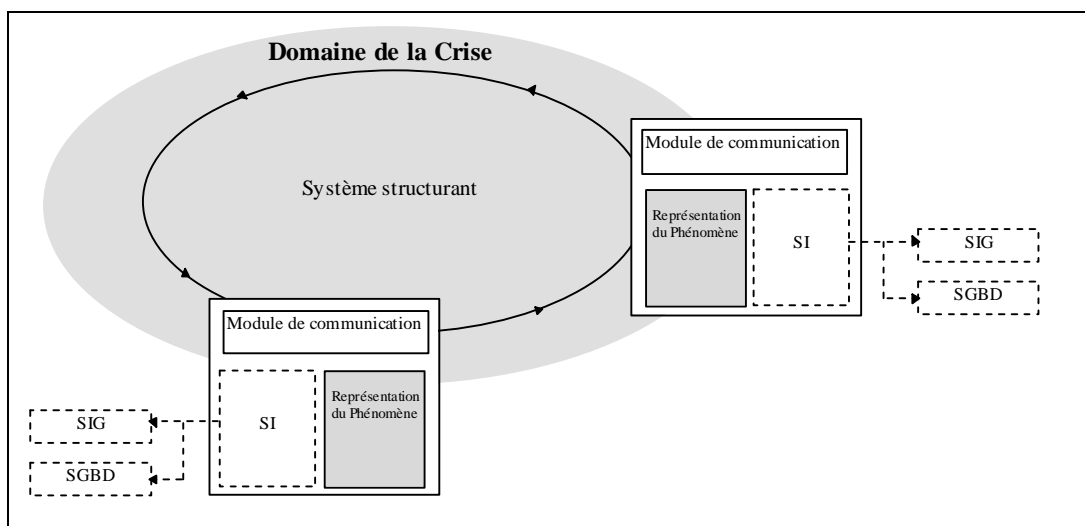 Domaine de la Crise
Système structurant
Module de communication
Représentation
du Phénomène
SI
SIG
SGBD
Module de communication
SI
Représentation
du Phénomène
SIG
SGBD